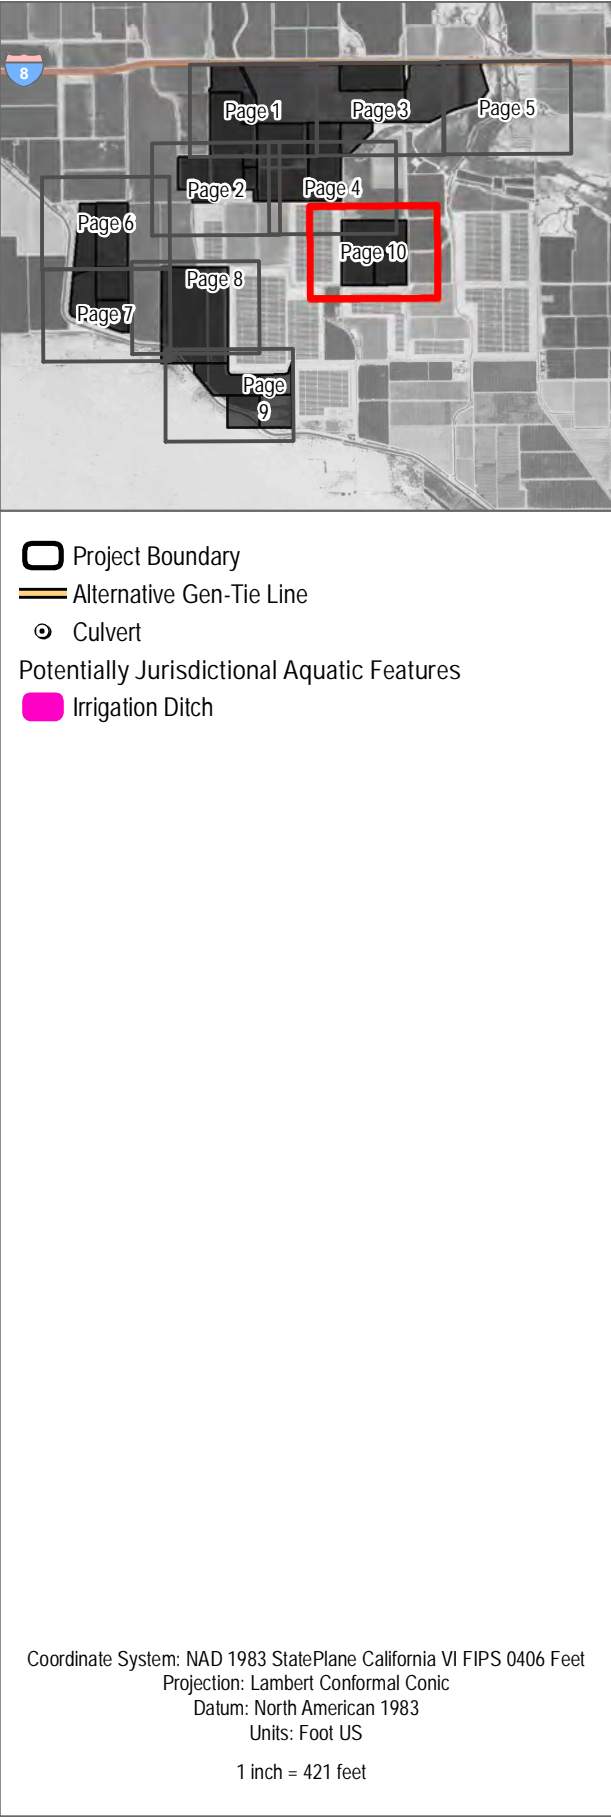 8
Page 1
Page 3
Page 5
Page 2
Page 4
Page 6
Page 10
Page 8
Page 7
Page
9
Project Boundary
Alternative Gen-Tie Line
Culvert
Potentially Jurisdictional Aquatic Features
Irrigation Ditch
Coordinate System: NAD 1983 StatePlane California VI FIPS 0406 Feet
Projection: Lambert Conformal Conic
Datum: North American 1983
Units: Foot US
1 inch = 421 feet